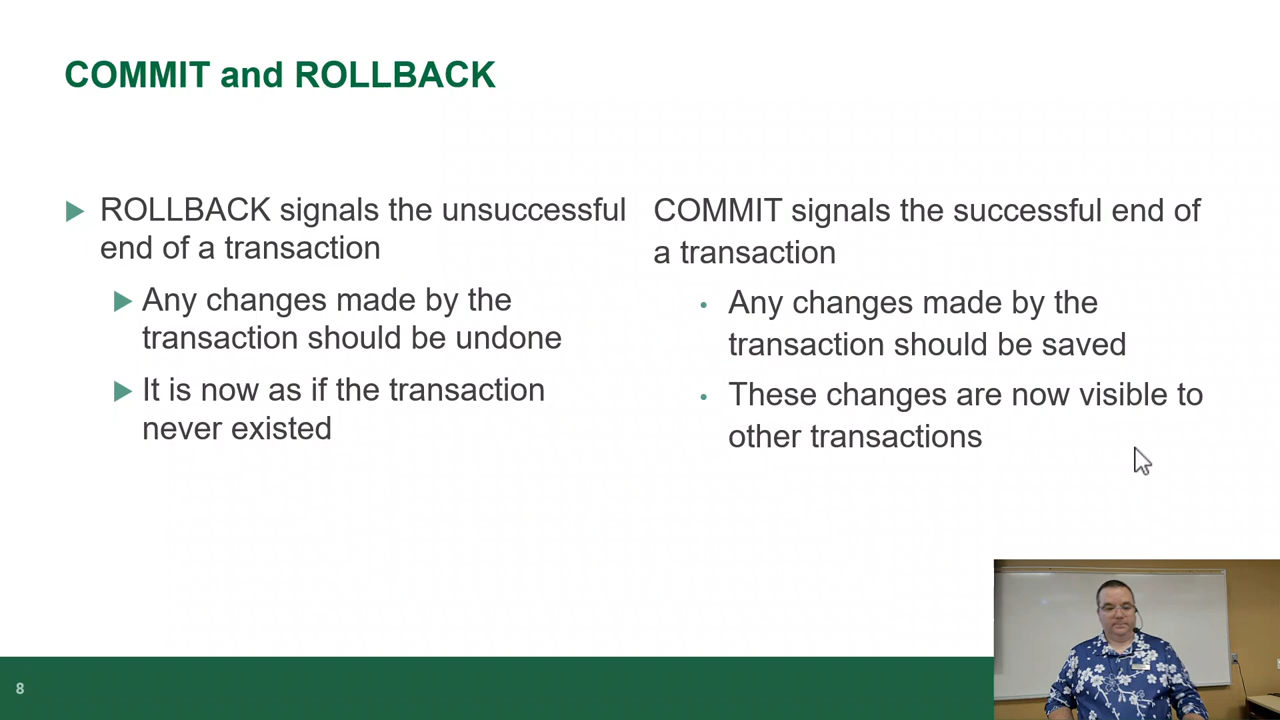 COMMIT and ROLLBACK
ROLLBACK signals the unsuccessful
end of a transaction
Any changes made by the
transaction should be undone
It is now as if the transaction
never existed
COMMIT signals the successful end of
a transaction
Any changes made by the
transaction should be saved
These changes are now visible to
other transactions
8